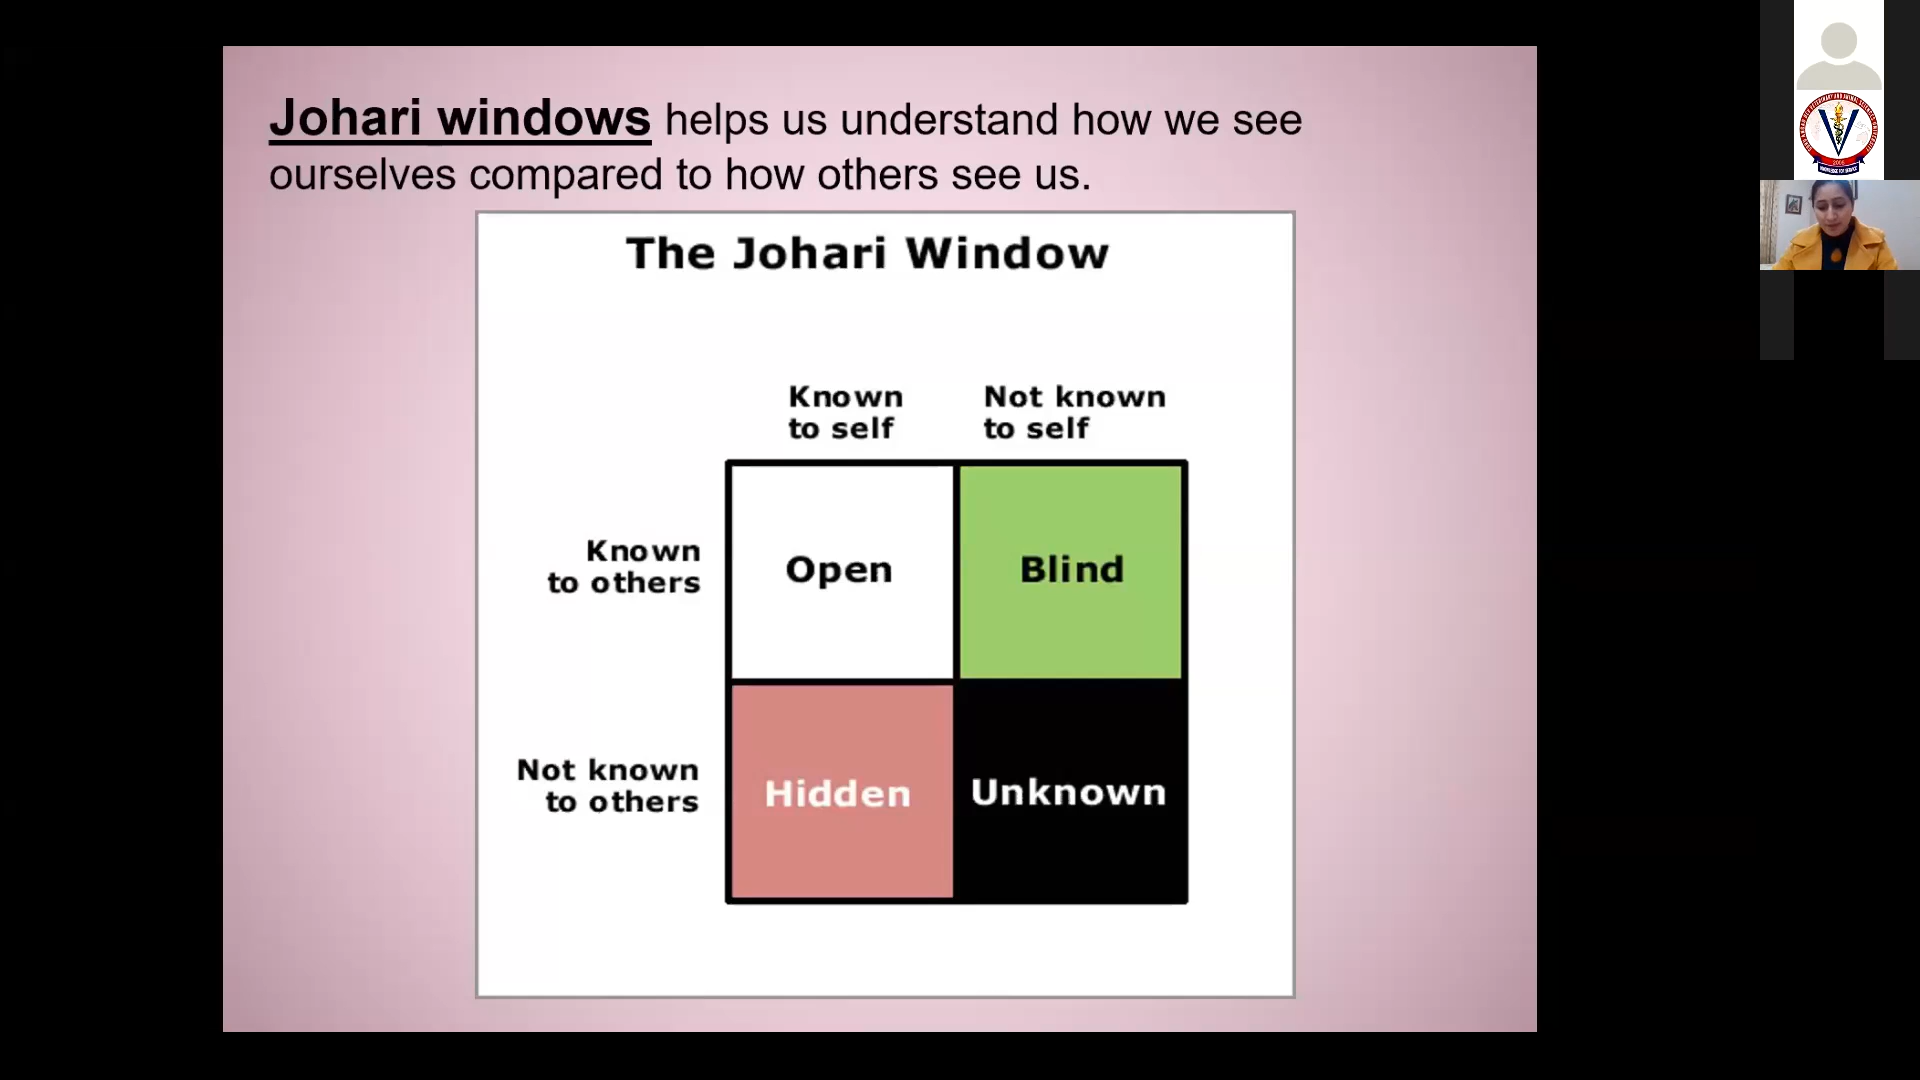 Johari windows helps us understand how we see
ourselves compared to how others see us.
The Johari Window
Known
to self
Not known
to self
Known
to others
Open
Blind
Not known
to others
Hidden
Unknown